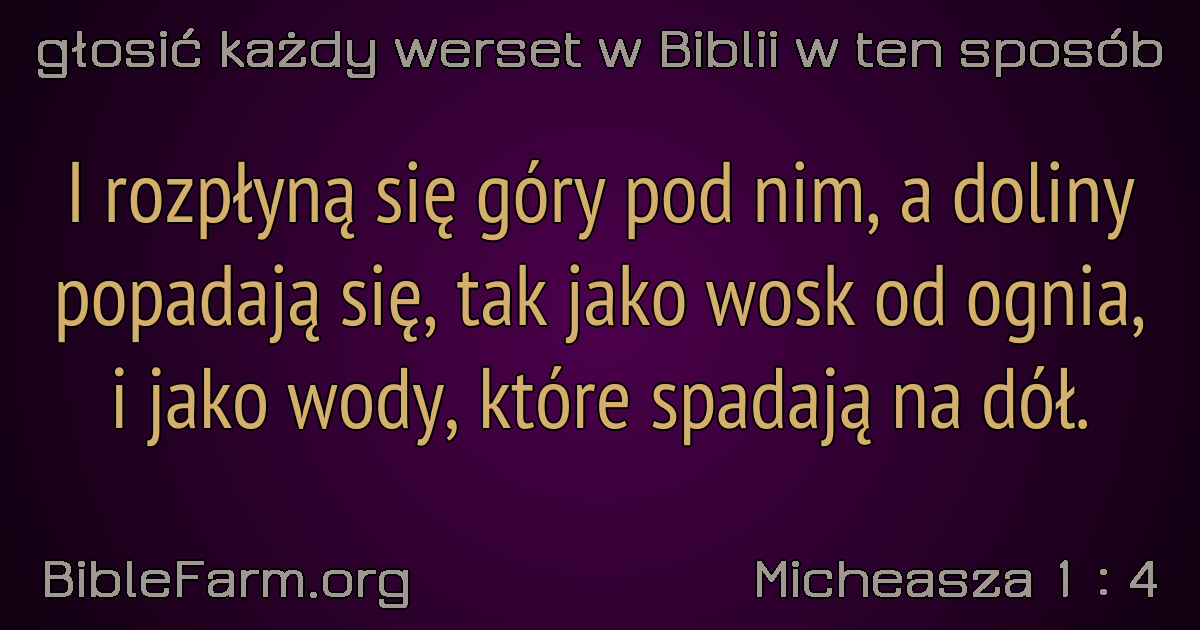 głosić każdy werset w Biblii w ten sposób
I rozpłyną się góry pod nim, a doliny
popadają się, tak jako wosk od ognia,
i jako wody, które spadają na dół.
BibleFarm.org
Micheasza 1 : 4